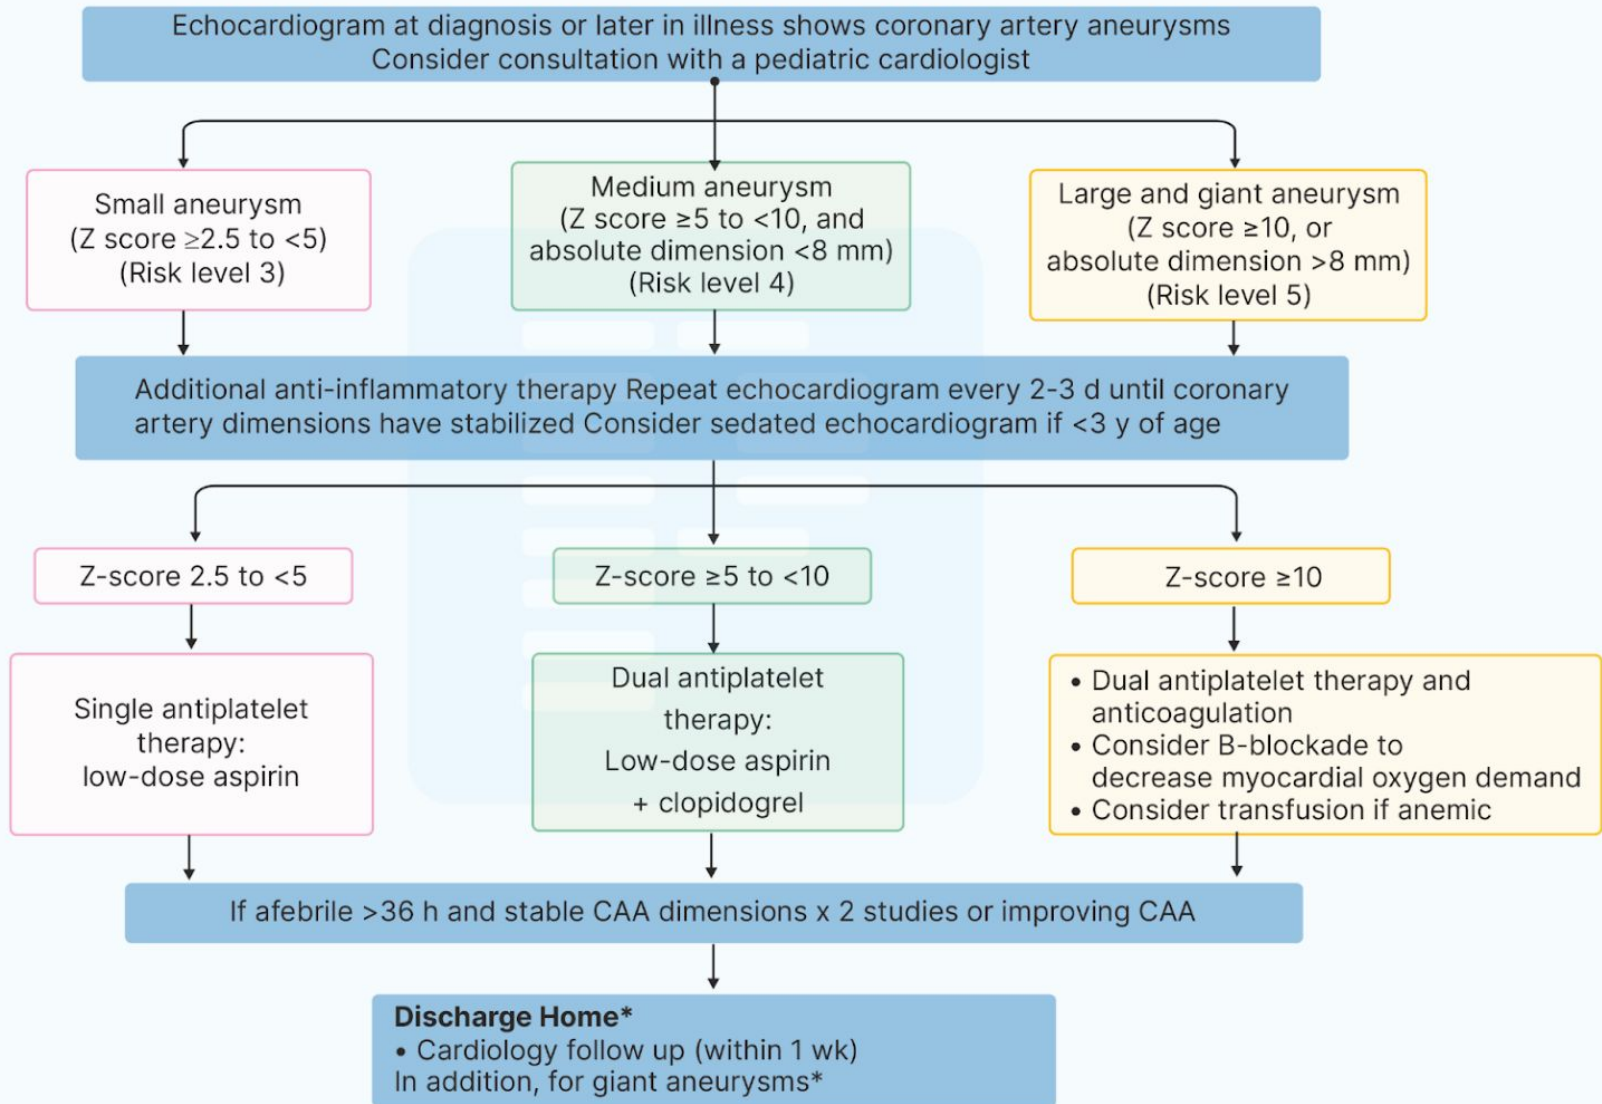 Echocardiogram at diagnosis or later in illness shows coronary artery aneurysms
Consider consultation with a pediatric cardiologist
Small aneurysm
(Z score ≥2.5 to <5)
(Risk level 3)
Medium aneurysm
(Z score ≥5 to <10, and
absolute dimension <8 mm)
(Risk level 4)
Large and giant aneurysm
(Z score ≥10, or
absolute dimension >8 mm)
(Risk level 5)
Additional anti-inflammatory therapy Repeat echocardiogram every 2-3 d until coronary
artery dimensions have stabilized Consider sedated echocardiogram if <3 y of age
Z-score 2.5 to <5
Z-score ≥5 to <10
Z-score ≥10
Single antiplatelet
therapy:
low-dose aspirin
Dual antiplatelet
therapy:
Low-dose aspirin
+ clopidogrel
• Dual antiplatelet therapy and
anticoagulation
• Consider B-blockade to
decrease myocardial oxygen demand
• Consider transfusion if anemic
If afebrile >36 h and stable CAA dimensions x 2 studies or improving CAA
Discharge Home*
• Cardiology follow up (within 1 wk)
In addition, for giant aneurysms*